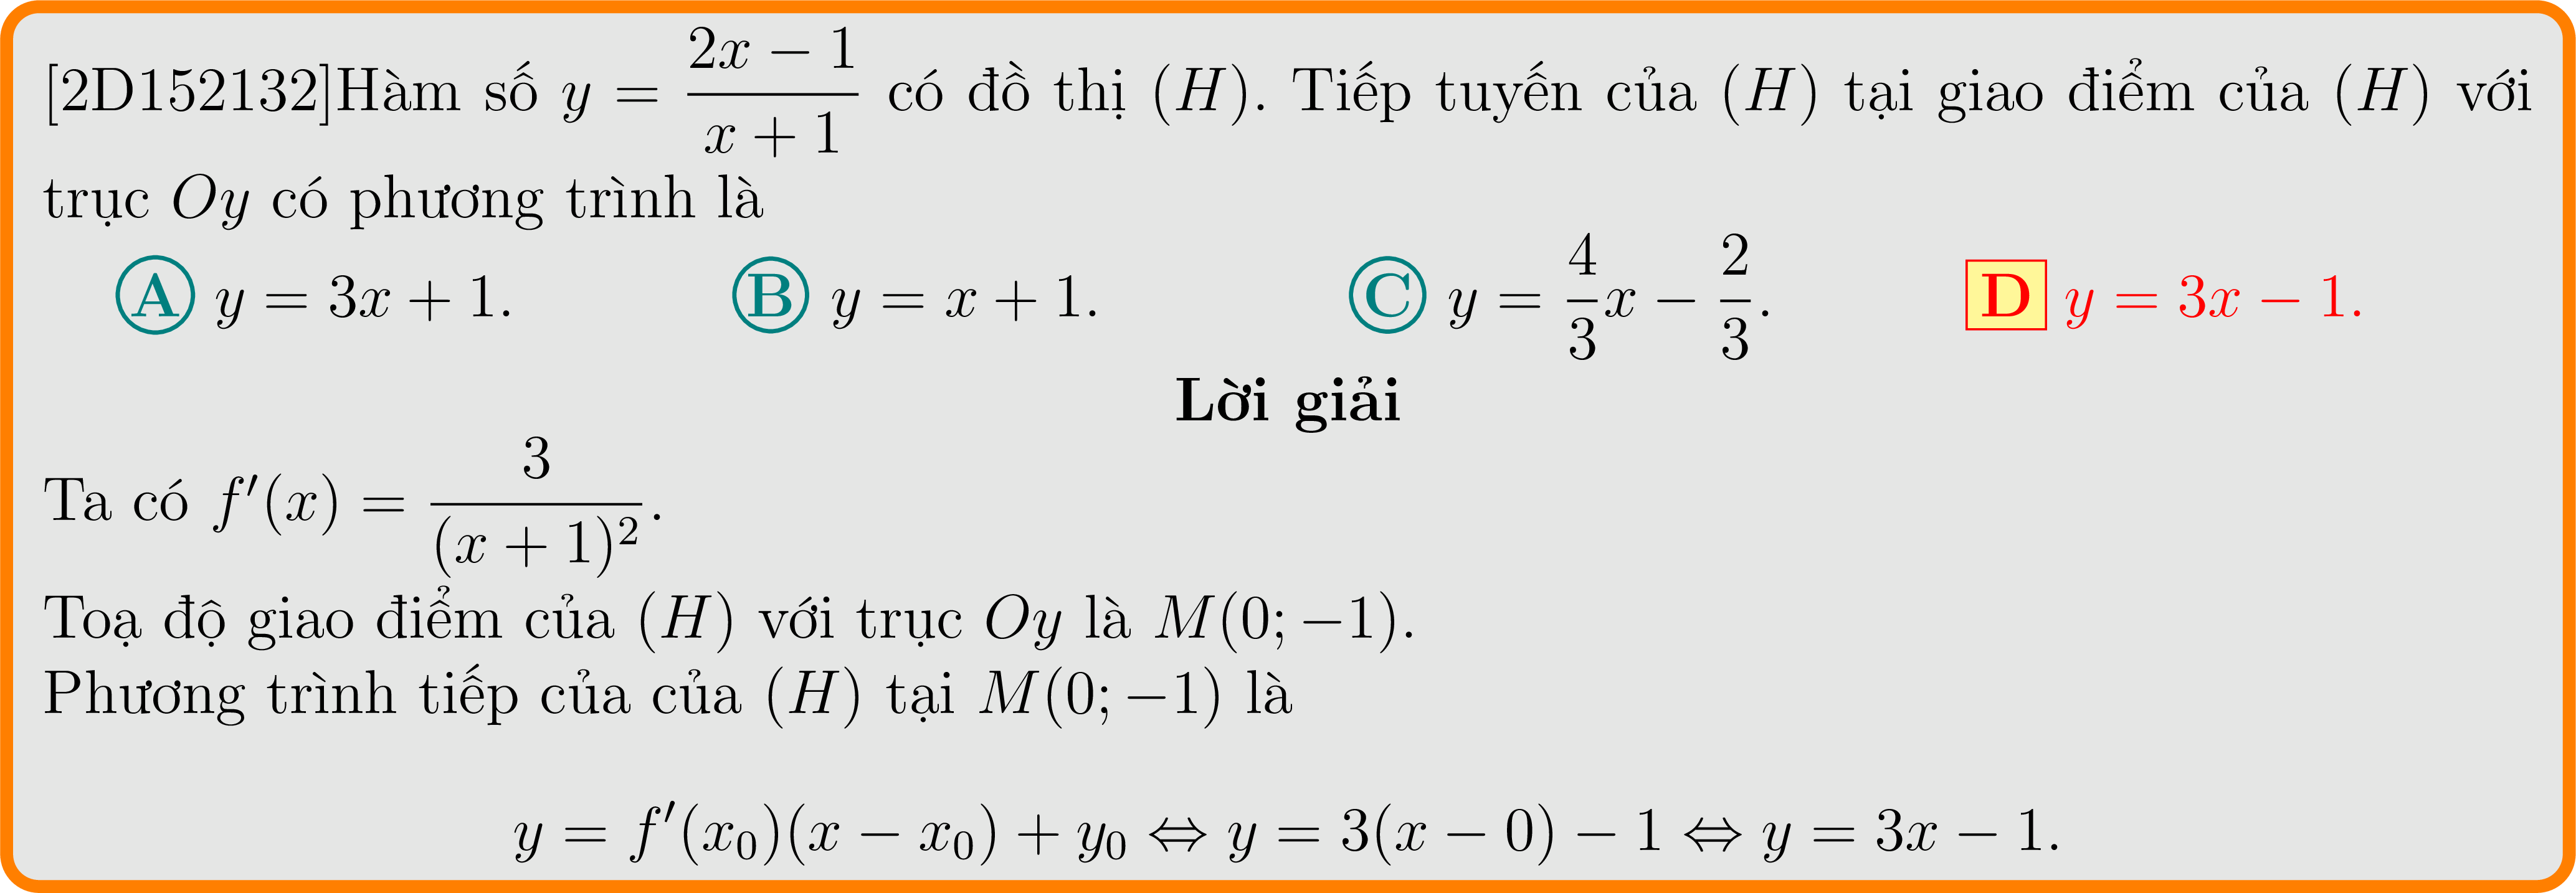 [2D152132]Hàm số y = \frac{2x − 1}{x + 1} có đồ thị (H). Tiếp tuyến của (H) tại giao điểm của (H) với
trục Oy có phương trình là
A y = 3x + 1. B y = x + 1. C y = \frac{4}{3}x − \frac{2}{3}. D y = 3x − 1.
Lời giải
Ta có f′(x) = \frac{3}{(x + 1)^2}.
Toạ độ giao điểm của (H) với trục Oy là M(0; −1).
Phương trình tiếp của của (H) tại M(0; −1) là
y = f′(x_0)(x − x_0) + y_0 ⇔ y = 3(x − 0) − 1 ⇔ y = 3x − 1.